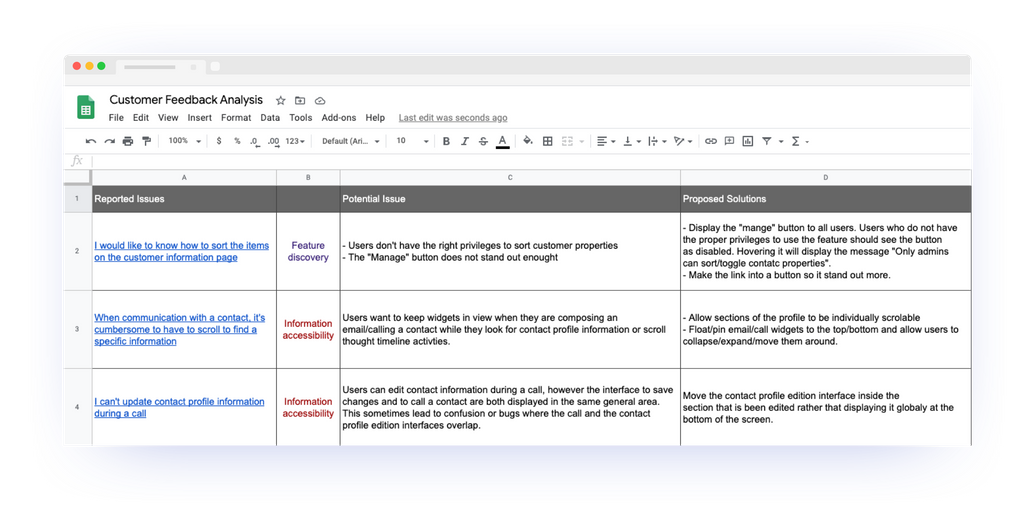 Customer Feedback Analysis
File Edit View Insert Format Data Tools Add-ons Help Last edit was seconds ago
100% $ % .0 .00 123 Default (Ari... 10 B I S A
fx
A B C D
1 Reported Issues Potential Issue Proposed Solutions
2
I would like to know how to sort the items
on the customer information page
Feature
discovery
- Users don't have the right privileges to sort customer properties
- The "Manage" button does not stand out enought
- Display the "mange" button to all users. Users who do not have
the proper privileges to use the feature should see the button
as disabled. Hovering it will display the message "Only admins
can sort/toggle contatc properties".
- Make the link into a button so it stand out more.
3
When communication with a contact, it's
cumbersome to have to scroll to find a
specific information
Information
accessibility
Users want to keep widgets in view when they are composing an
email/calling a contact while they look for contact profile information or scroll
thought timeline activties.
- Allow sections of the profile to be individually scrolable
- Float/pin email/call widgets to the top/bottom and allow users to
collapse/expand/move them around.
4
I can't update contact profile information
during a call
Information
accessibility
Users can edit contact information during a call, however the interface to save
changes and to call a contact are both displayed in the same general area.
This sometimes lead to confusion or bugs where the call and the contact
profile edition interfaces overlap.
Move the contact profile edition interface inside the
section that is been edited rather that displaying it globaly at the
bottom of the screen.